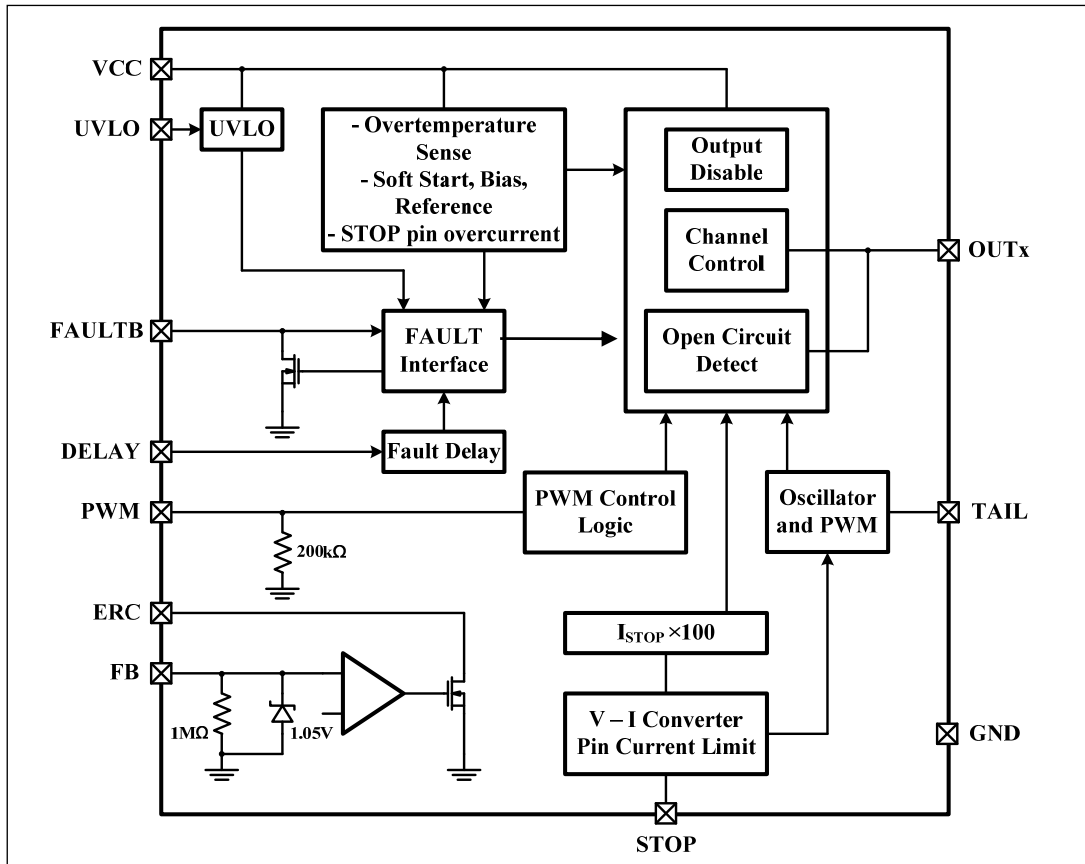 VCC
UVLO
UVLO
- Overtemperature
Sense
- Soft Start, Bias,
Reference
- STOP pin overcurrent
Output
Disable
Channel
Control
OUTx
Open Circuit
Detect
FAULTB
FAULT
Interface
DELAY
Fault Delay
PWM
200kΩ
PWM Control
Logic
Oscillator
and PWM
TAIL
ERC
FB
1MΩ
1.05V
ISTOP ×100
V – I Converter
Pin Current Limit
GND
STOP